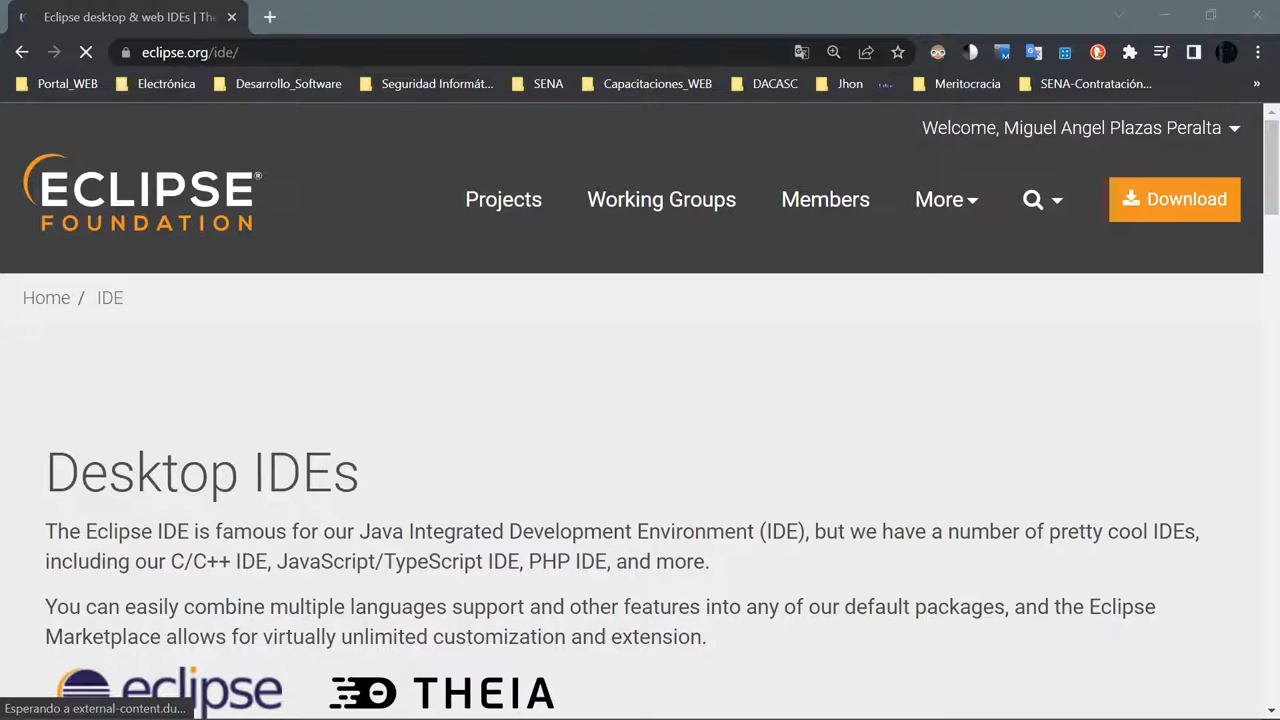 Eclipse desktop & web IDEs | The
eclipse.org/ide/
Portal_WEB
Electrónica
Desarrollo_Software
Seguridad Informát...
SENA
Capacitaciones_WEB
DACASC
Jhon
Meritocracia
SENA-Contratación...
»
Welcome, Miguel Angel Plazas Peralta
ECLIPSE®
FOUNDATION
Projects
Working Groups
Members
More
Download
Home / IDE
Desktop IDEs
The Eclipse IDE is famous for our Java Integrated Development Environment (IDE), but we have a number of pretty cool IDEs,
including our C/C++ IDE, JavaScript/TypeScript IDE, PHP IDE, and more.
You can easily combine multiple languages support and other features into any of our default packages, and the Eclipse
Marketplace allows for virtually unlimited customization and extension.
eclipse
THEIA
Esperando a external-content.du...